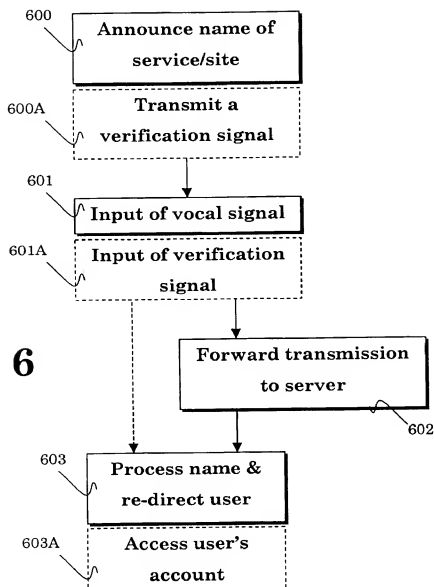 600
Announce name of
service/site
600A
Transmit a
verification signal
601
Input of vocal signal
601A
Input of verification
signal
6
Forward transmission
to server
602
603
Process name &
re-direct user
603A
Access user's
account